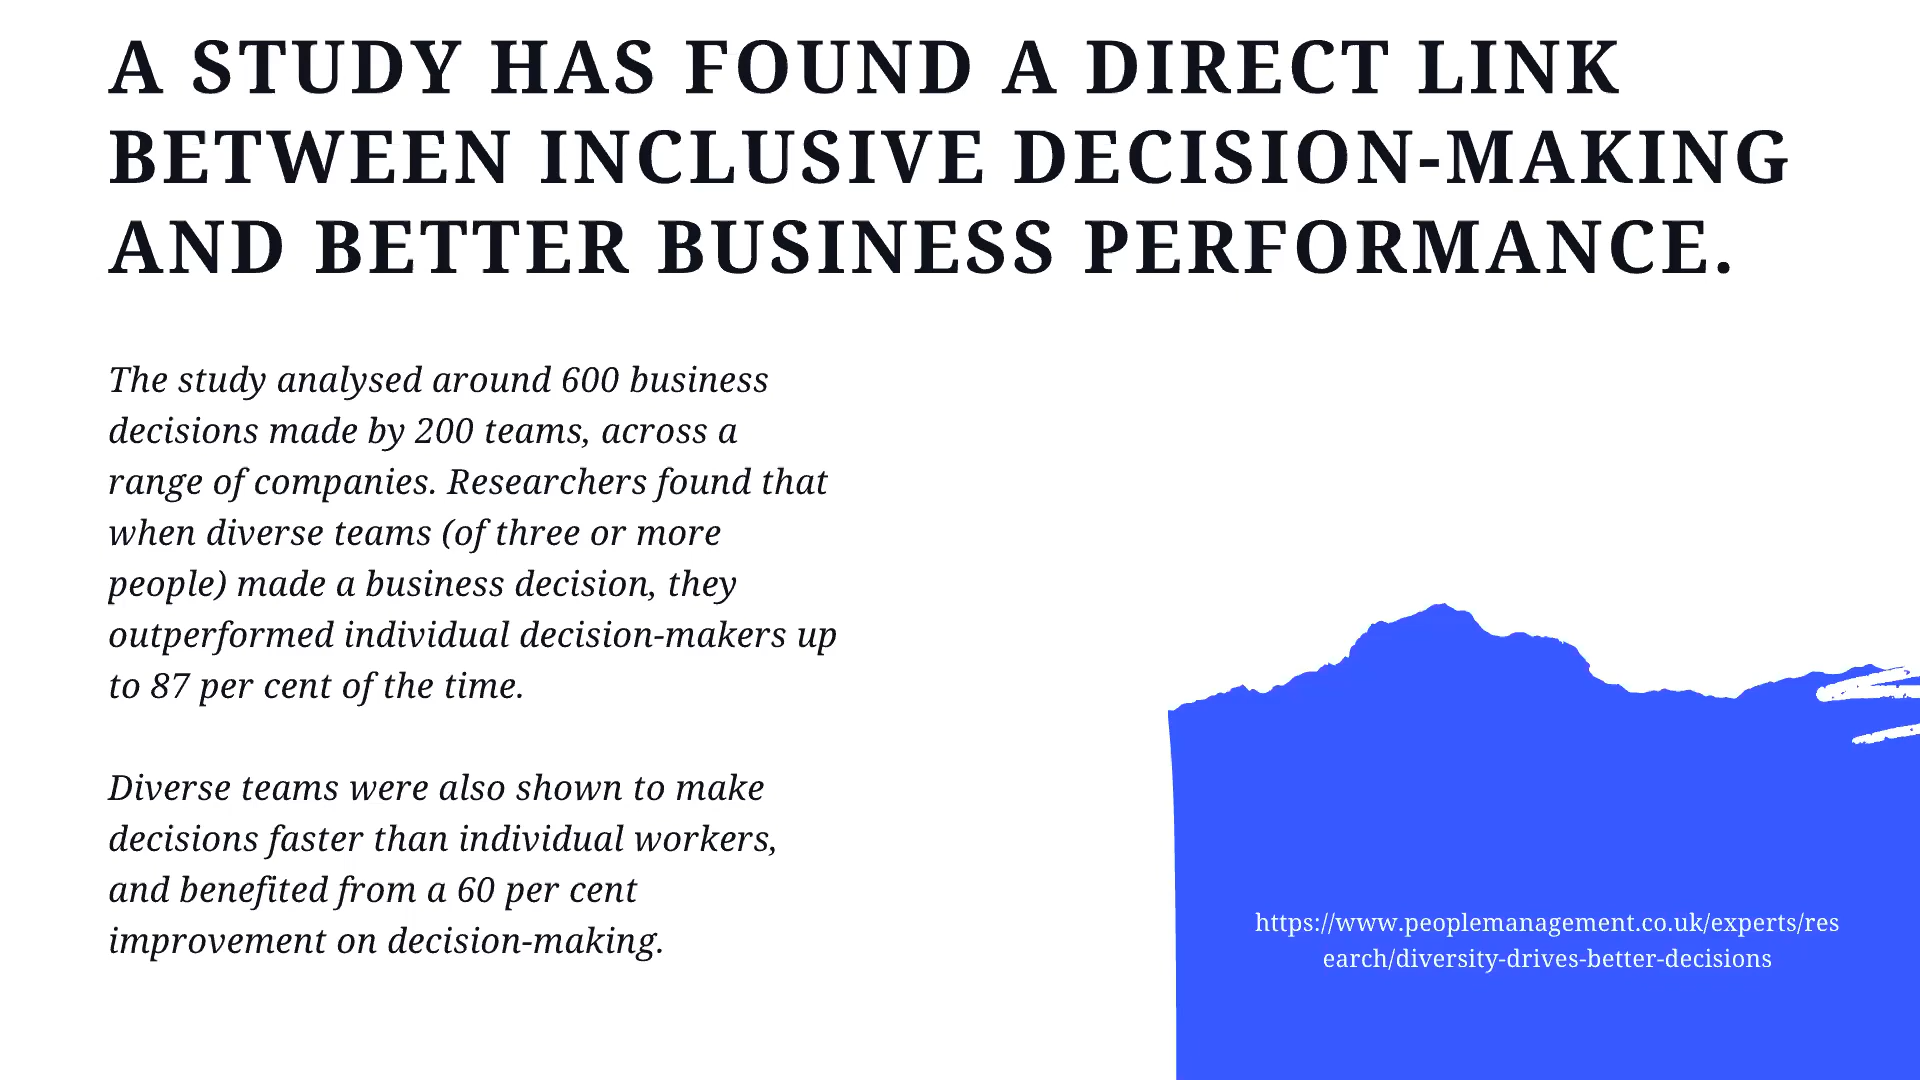 A STUDY HAS FOUND A DIRECT LINK
BETWEEN INCLUSIVE DECISION-MAKING
AND BETTER BUSINESS PERFORMANCE.
The study analysed around 600 business
decisions made by 200 teams, across a
range of companies. Researchers found that
when diverse teams (of three or more
people) made a business decision, they
outperformed individual decision-makers up
to 87 per cent of the time.
Diverse teams were also shown to make
decisions faster than individual workers,
and benefited from a 60 per cent
improvement on decision-making.
https://www.peoplemanagement.co.uk/experts/res
earch/diversity-drives-better-decisions